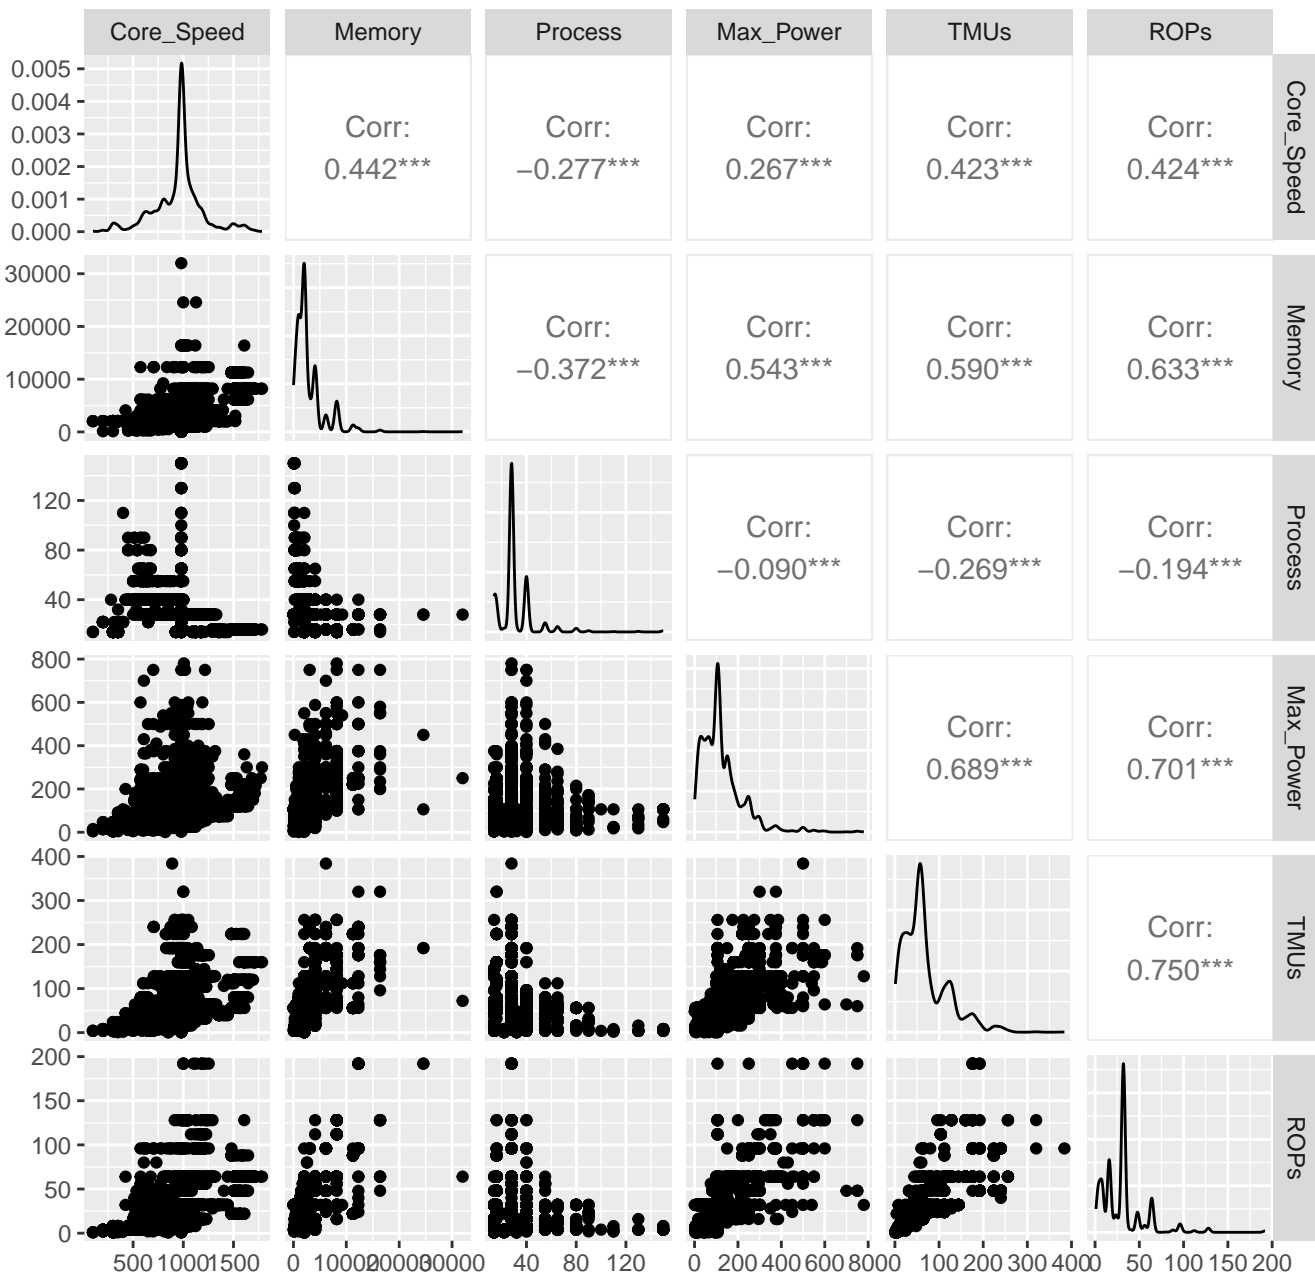 Core_Speed Memory Process Max_Power TMUs ROPs
0.005
0.004
0.003
0.002
0.001
0.000
Corr:
0.442***
Corr:
−0.277***
Corr:
0.267***
Corr:
0.423***
Corr:
0.424***
Core_Speed
30000
20000
10000
0
Corr:
−0.372***
Corr:
0.543***
Corr:
0.590***
Corr:
0.633***
Memory
120
80
40
Corr:
−0.090***
Corr:
−0.269***
Corr:
−0.194***
Process
800
600
400
200
0
Corr:
0.689***
Corr:
0.701***
Max_Power
400
300
200
100
0
Corr:
0.750***
TMUs
200
150
100
50
0
ROPs
500 1000 1500 0 10000 20000 30000 40 80 120 0 200 400 600 800 0 100 200 300 400 0 50 100 150 200